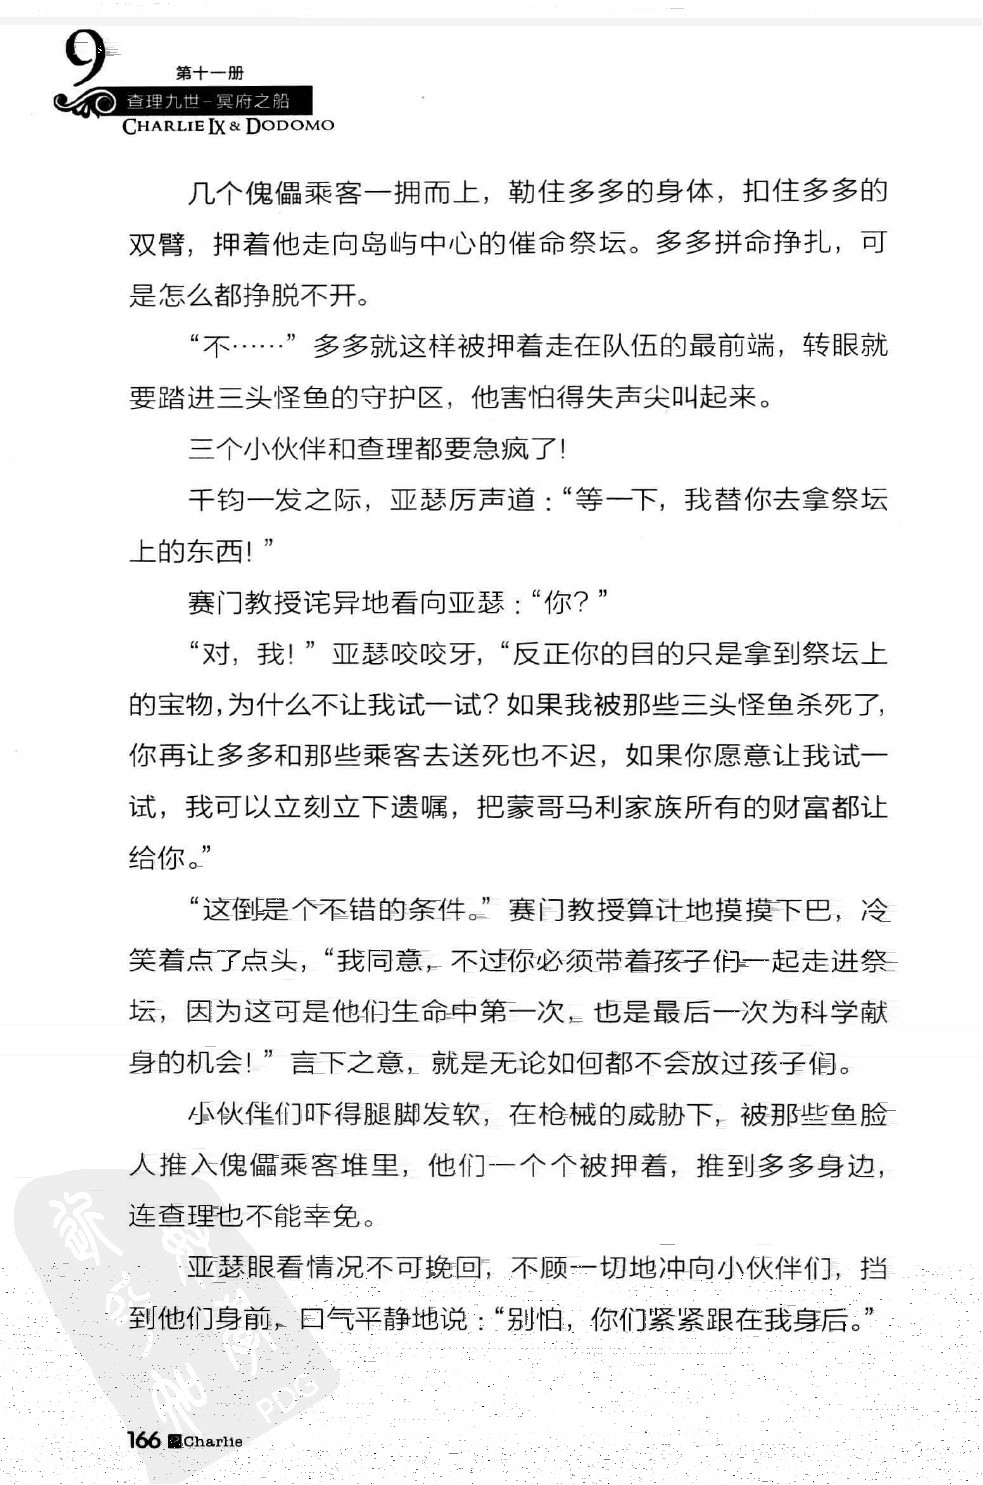 9
第十一册
查理九世-冥府之船
CHARLIE IX & DODOMO
几个傀儡乘客一拥而上，勒住多多的身体，扣住多多的
双臂，押着他走向岛屿中心的催命祭坛。多多拼命挣扎，可
是怎么都挣脱不开。
“不……”多多就这样被押着走在队伍的最前端，转眼就
要踏进三头怪鱼的守护区，他害怕得失声尖叫起来。
三个小伙伴和查理都要急疯了！
千钧一发之际，亚瑟厉声道：“等一下，我替你去拿祭坛
上的东西！”
赛门教授诧异地看向亚瑟：“你？”
“对，我！”亚瑟咬咬牙，“反正你的目的只是拿到祭坛上
的宝物，为什么不让我试一试？如果我被那些三头怪鱼杀死了，
你再让多多和那些乘客去送死也不迟，如果你愿意让我试一
试，我可以立刻立下遗嘱，把蒙哥马利家族所有的财富都让
给你。”
“这倒是个不错的条件。”赛门教授算计地摸摸下巴，冷
笑着点了点头，“我同意，不过你必须带着孩子们一起走进祭
坛，因为这可是他们生命中第一次，也是最后一次为科学献
身的机会！”言下之意，就是无论如何都不会放过孩子们。
小伙伴们吓得腿脚发软，在枪械的威胁下，被那些鱼脸
人推入傀儡乘客堆里，他们一个个被押着，推到多多身边，
连查理也不能幸免。
亚瑟眼看情况不可挽回，不顾一切地冲向小伙伴们，挡
到他们身前，口气平静地说：“别怕，你们紧紧跟在我身后。”
PDG
166 Charlie